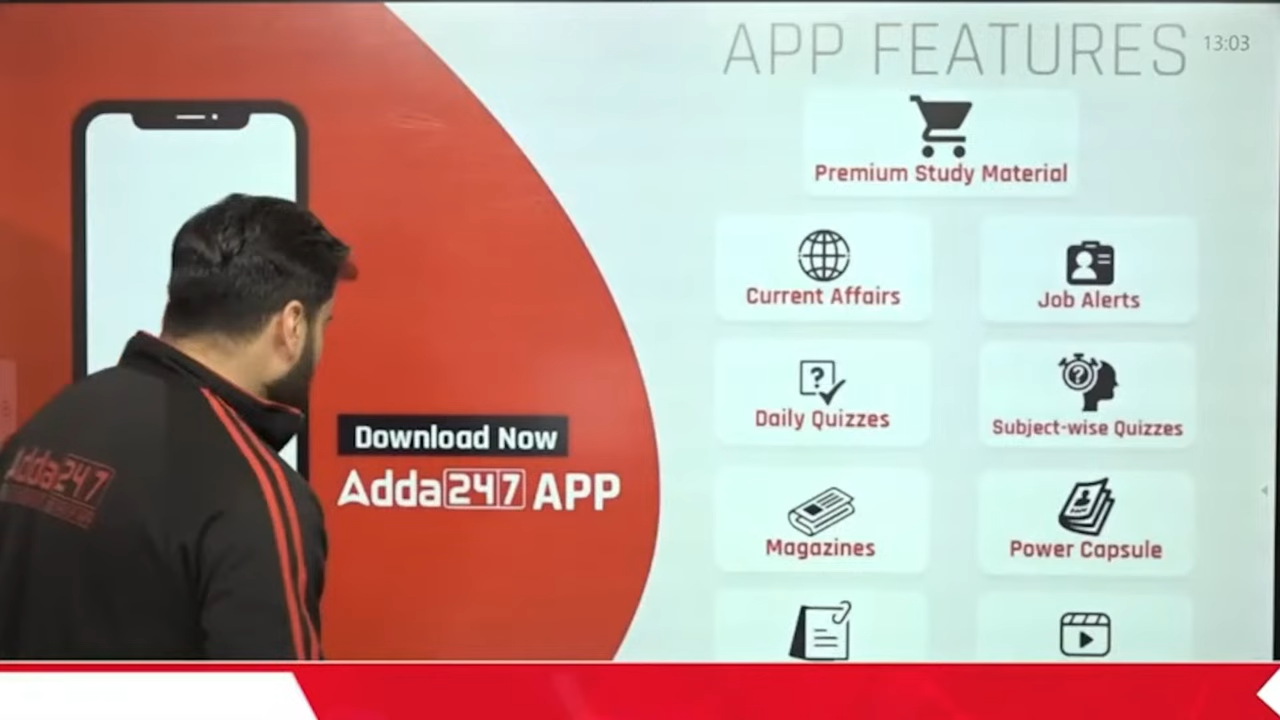 APP FEATURES
13:03
Premium Study Material
Current Affairs
Job Alerts
Daily Quizzes
Subject-wise Quizzes
Magazines
Power Capsule
Download Now
Adda247 APP
Adda247